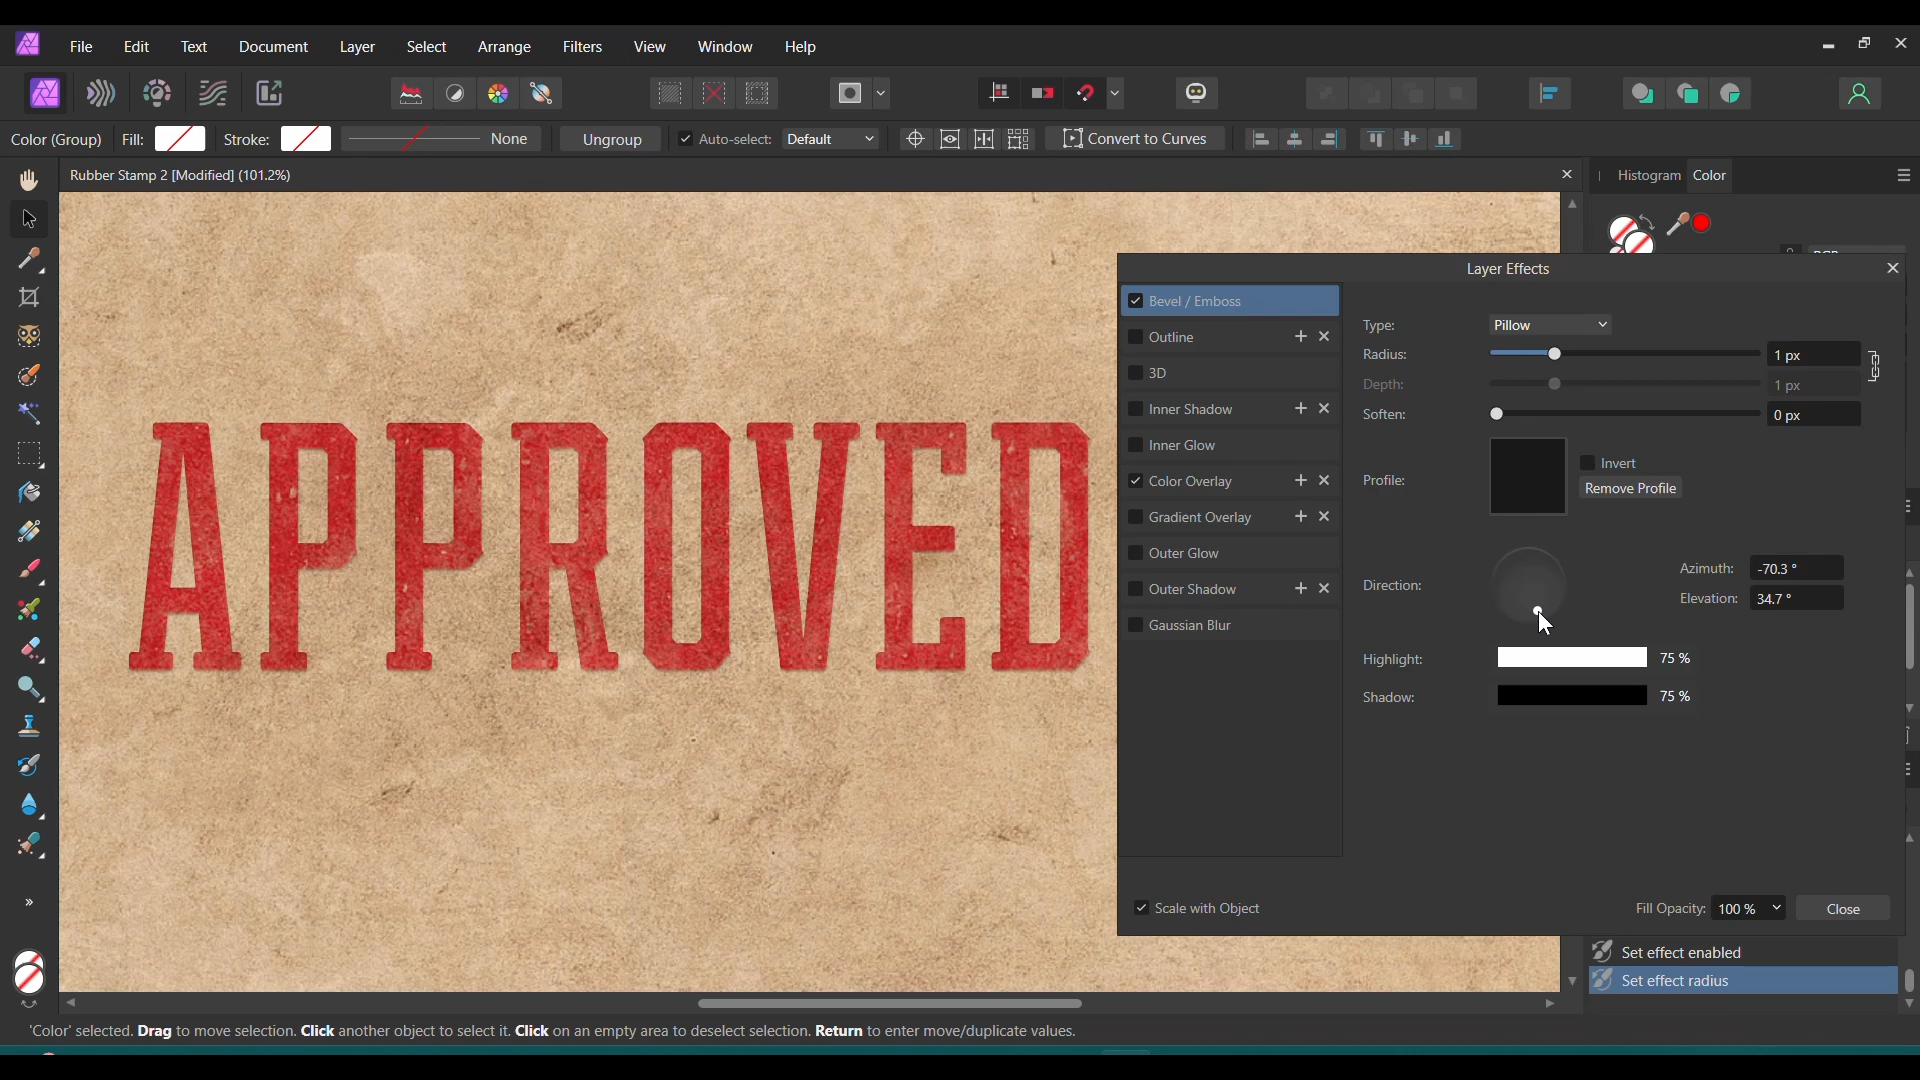 File Edit Text Document Layer Select Arrange Filters View Window Help
Color (Group) Fill: Stroke: None Ungroup Auto-select: Default Convert to Curves
Rubber Stamp 2 [Modified] (101.2%)
Histogram Color
APPROVED
Layer Effects
Bevel / Emboss
Outline
3D
Inner Shadow
Inner Glow
Color Overlay
Gradient Overlay
Outer Glow
Outer Shadow
Gaussian Blur
Type: Pillow
Radius: 1 px
Depth: 1 px
Soften: 0 px
Profile: Invert
Remove Profile
Direction:
Azimuth: -70.3 °
Elevation: 34.7 °
Highlight: 75 %
Shadow: 75 %
Scale with Object
Fill Opacity: 100 % Close
Set effect enabled
Set effect radius
'Color' selected. Drag to move selection. Click another object to select it. Click on an empty area to deselect selection. Return to enter move/duplicate values.